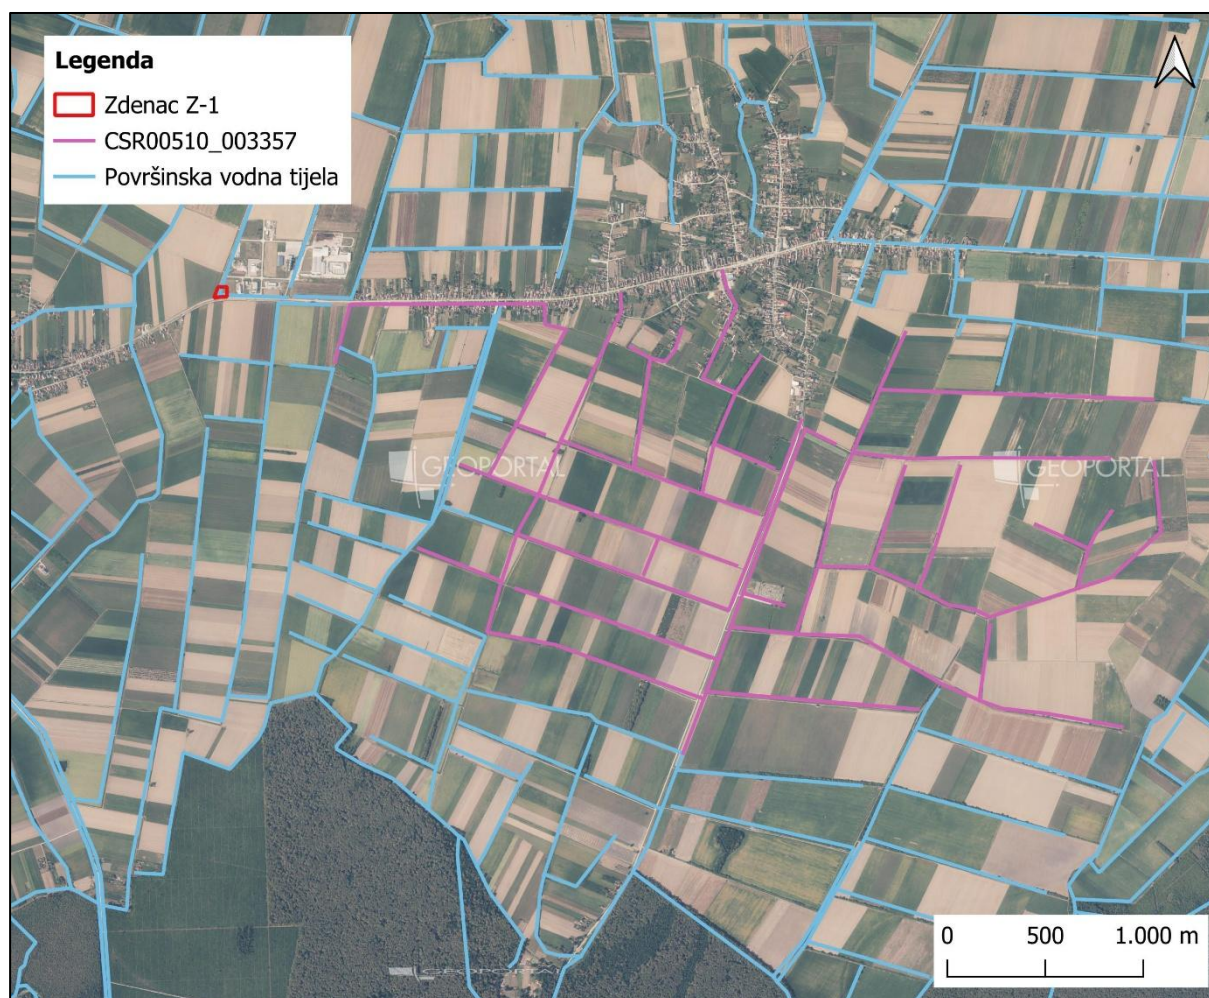 Legenda
Zdenac Z-1
CSR00510_003357
Površinska vodna tijela
GEOPORTAL
GEOPORTAL
0 500 1.000 m
GEOPORTAL